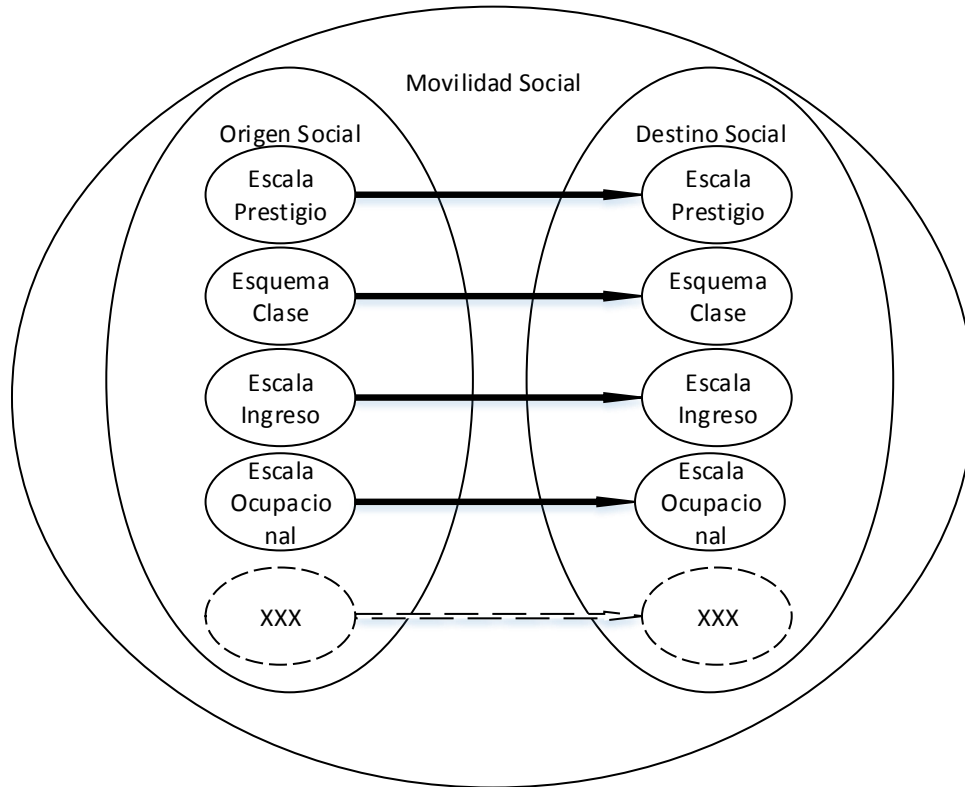 Movilidad Social
Origen Social
Destino Social
Escala
Prestigio
Escala
Prestigio
Esquema
Clase
Esquema
Clase
Escala
Ingreso
Escala
Ingreso
Escala
Ocupacio
nal
Escala
Ocupacio
nal
XXX
XXX